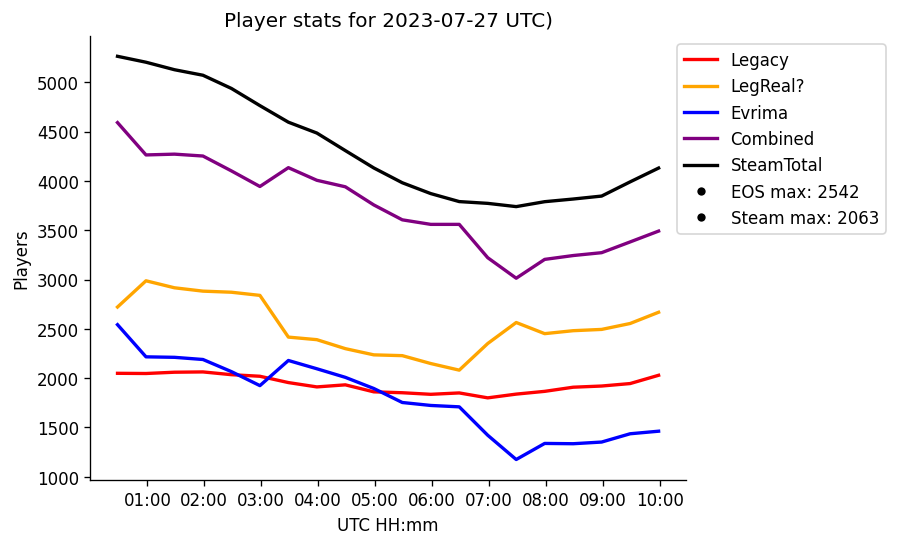 Player stats for 2023-07-27 UTC)
Legacy
LegReal?
Evrima
Combined
SteamTotal
EOS max: 2542
Steam max: 2063
Players
5000
4500
4000
3500
3000
2500
2000
1500
1000
01:00 02:00 03:00 04:00 05:00 06:00 07:00 08:00 09:00 10:00
UTC HH:mm